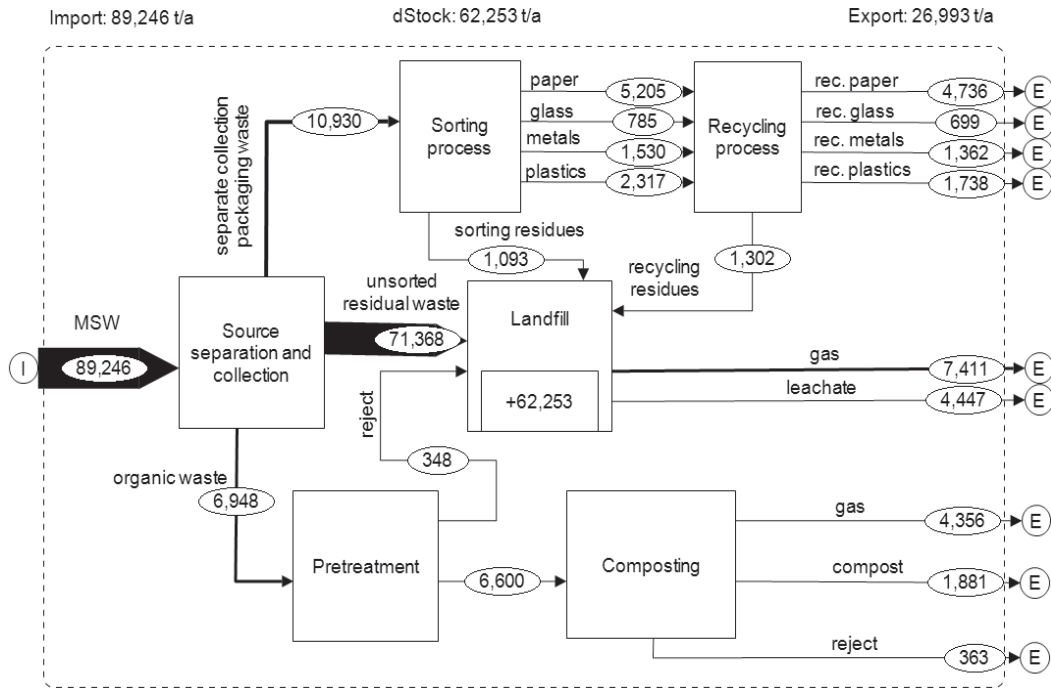 Import: 89,246 t/a
dStock: 62,253 t/a
Export: 26,993 t/a
separate collection
packaging waste
10,930
Sorting
process
paper
5,205
glass
785
metals
1,530
plastics
2,317
Recycling
process
rec. paper
4,736
E
rec. glass
699
E
rec. metals
1,362
E
rec. plastics
1,738
E
sorting residues
1,093
recycling
residues
1,302
MSW
I
89,246
Source
separation and
collection
unsorted
residual waste
71,368
Landfill
+62,253
gas
7,411
E
leachate
4,447
E
reject
348
organic waste
6,948
Pretreatment
6,600
Composting
gas
4,356
E
compost
1,881
E
reject
363
E